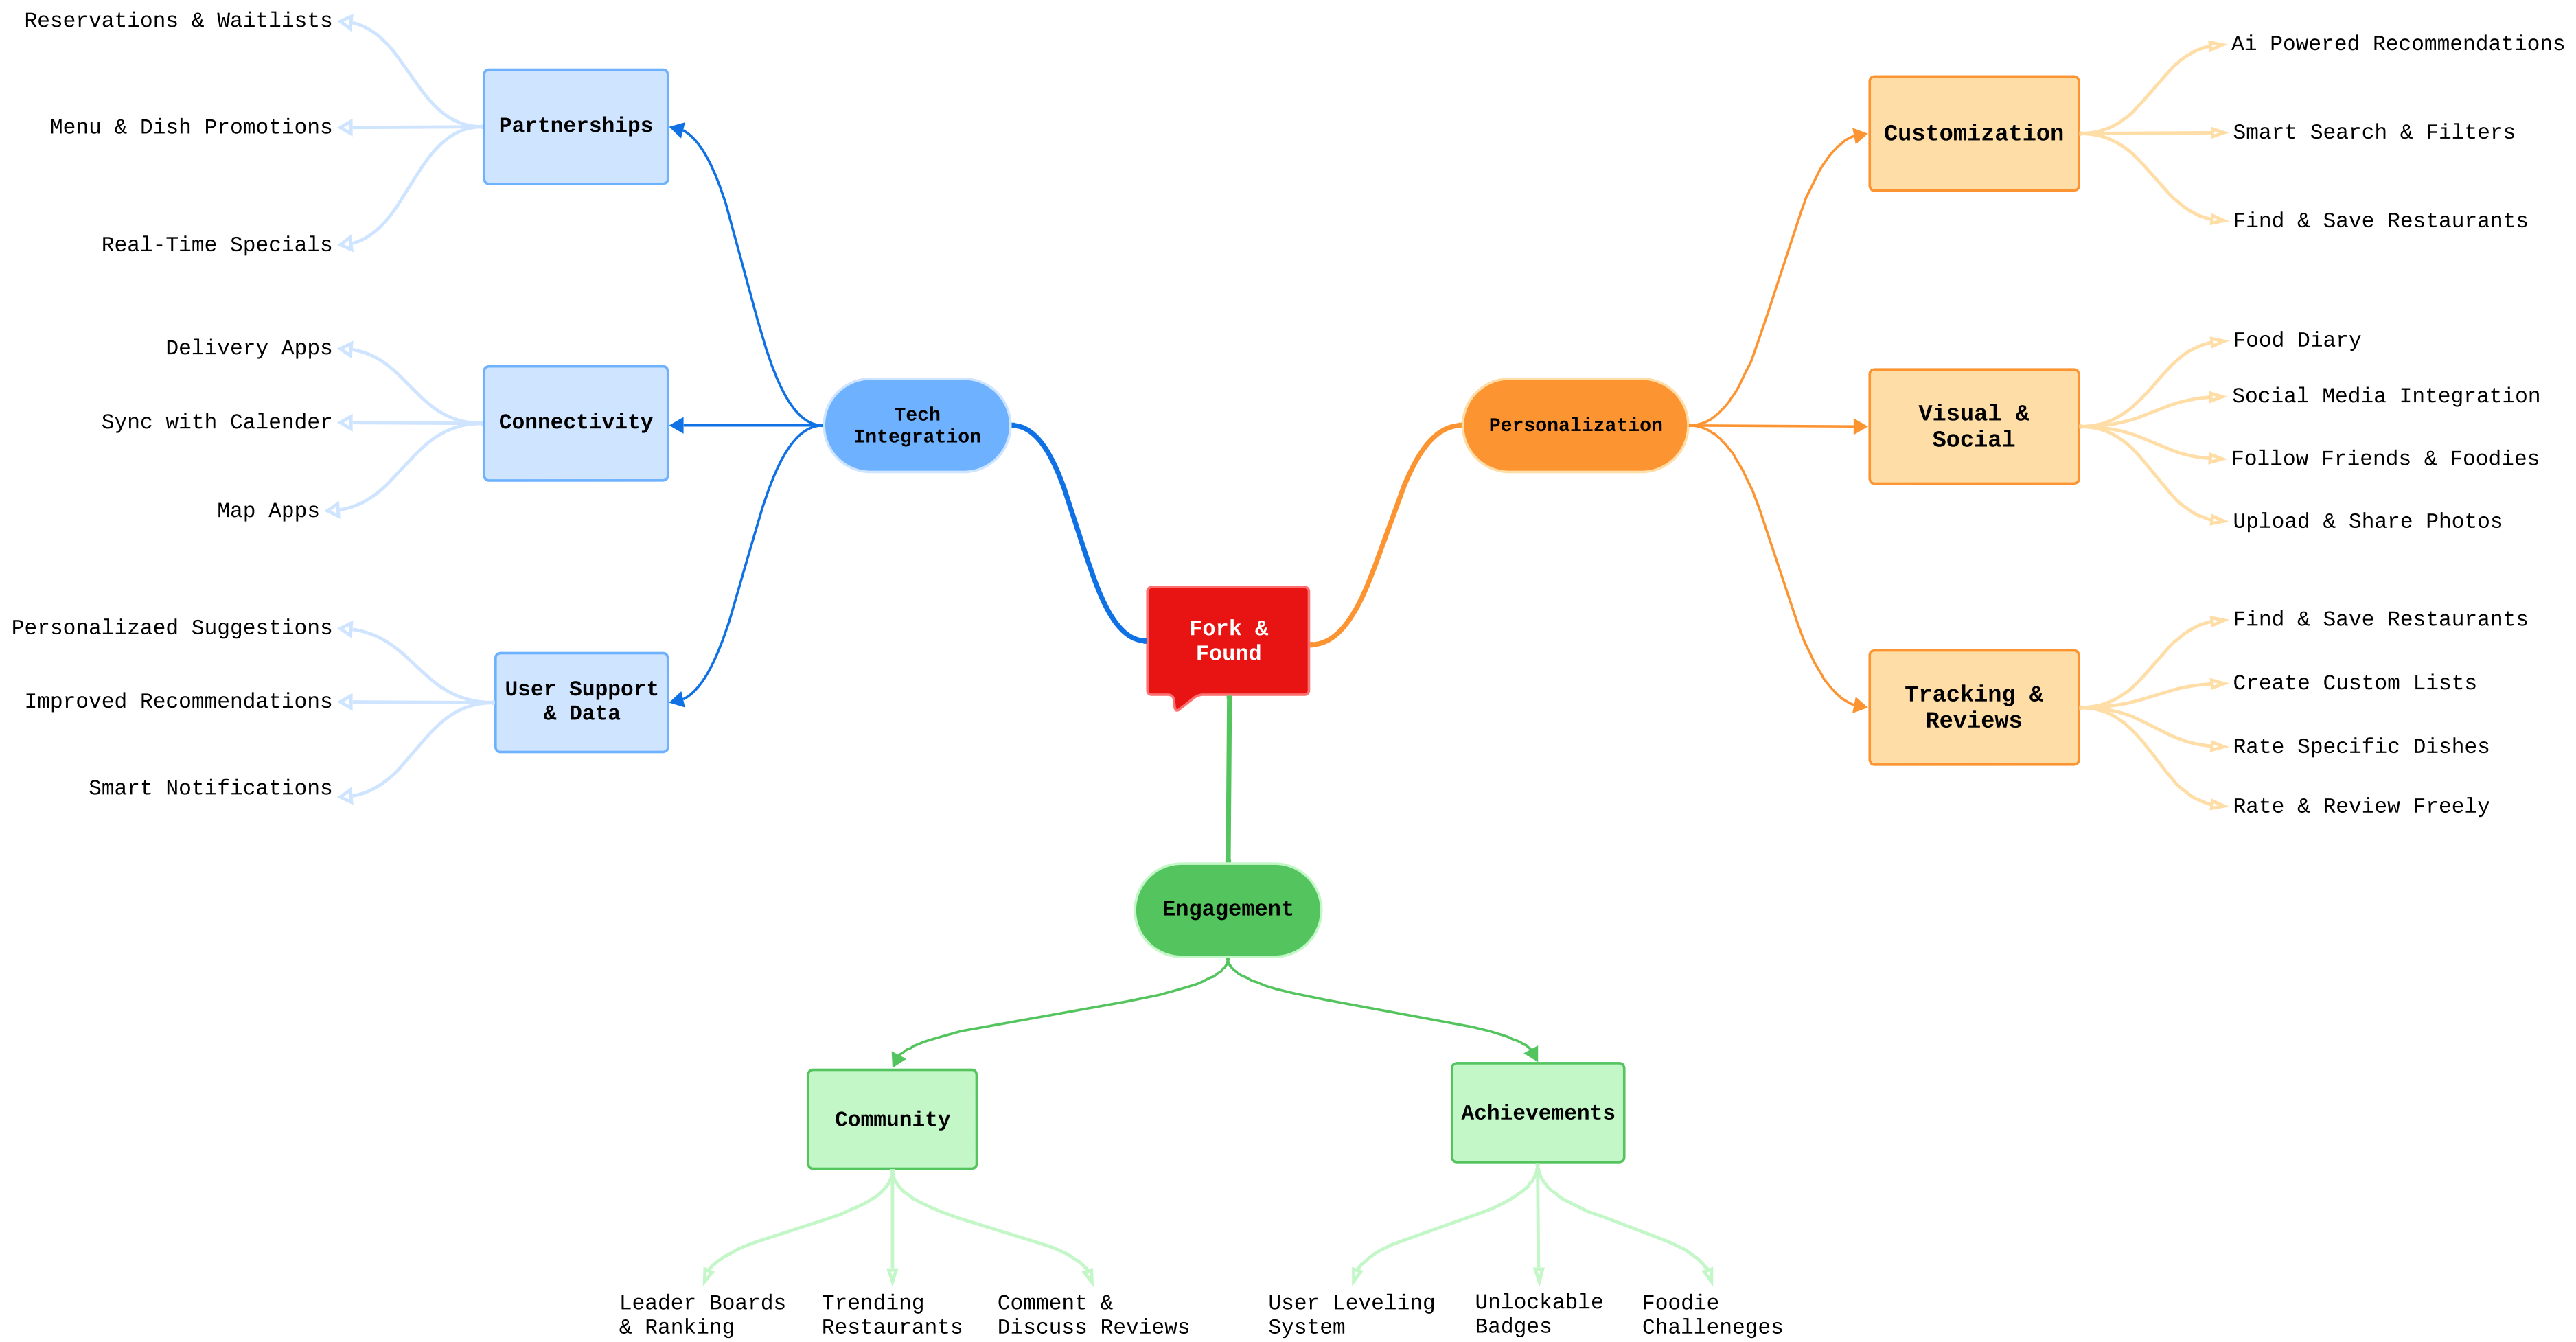 Reservations & Waitlists
Menu & Dish Promotions
Real-Time Specials
Partnerships
Delivery Apps
Sync with Calender
Map Apps
Connectivity
Personalizaed Suggestions
Improved Recommendations
Smart Notifications
User Support
& Data
Tech
Integration
Fork &
Found
Personalization
Customization
Ai Powered Recommendations
Smart Search & Filters
Find & Save Restaurants
Visual &
Social
Food Diary
Social Media Integration
Follow Friends & Foodies
Upload & Share Photos
Tracking &
Reviews
Find & Save Restaurants
Create Custom Lists
Rate Specific Dishes
Rate & Review Freely
Engagement
Community
Leader Boards
& Ranking
Trending
Restaurants
Comment &
Discuss Reviews
Achievements
User Leveling
System
Unlockable
Badges
Foodie
Challeneges